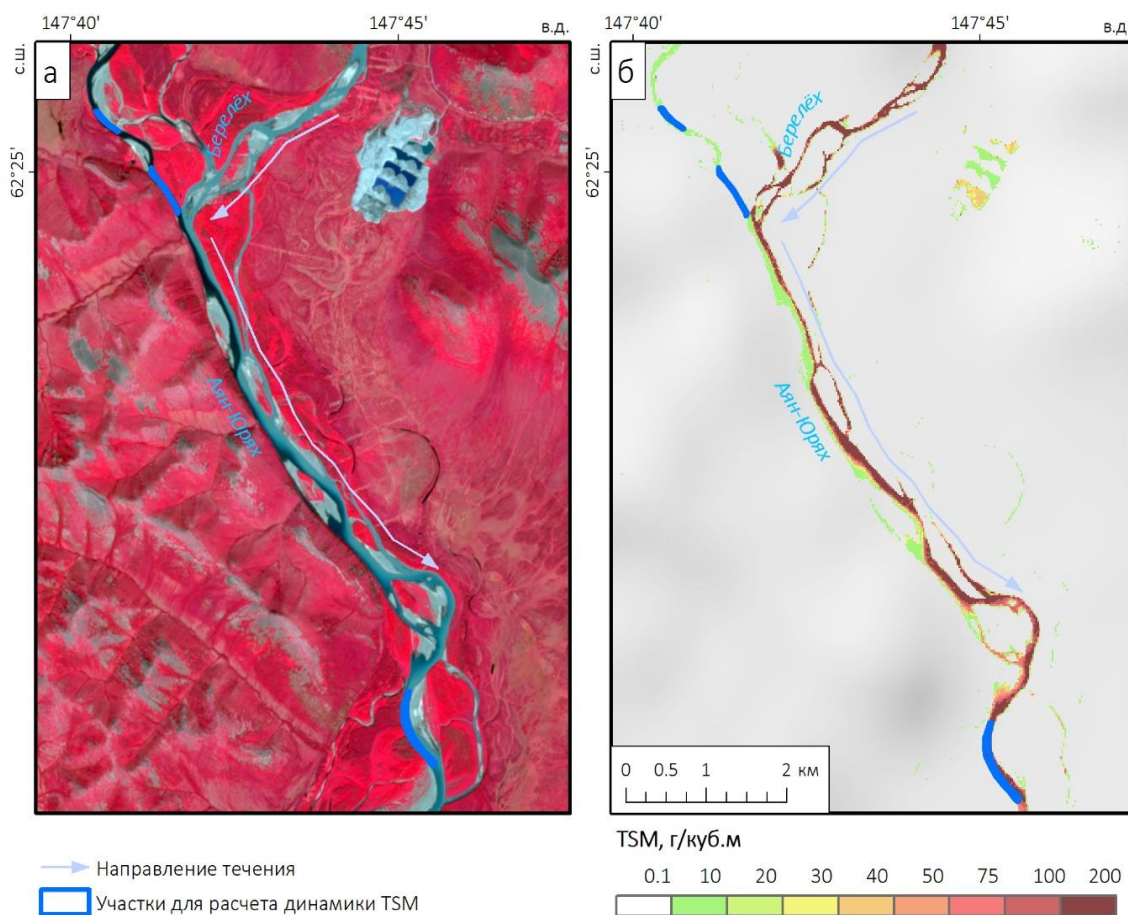 147°40' 147°45' в.д. 147°40' 147°45' в.д.
с.ш. с.ш.
а б
Берелёх Берелёх
62°25' 62°25'
Аян-Юрях Аян-Юрях
0 0.5 1 2 км
TSM, г/куб.м
Направление течения
0.1 10 20 30 40 50 75 100 200
Участки для расчета динамики TSM